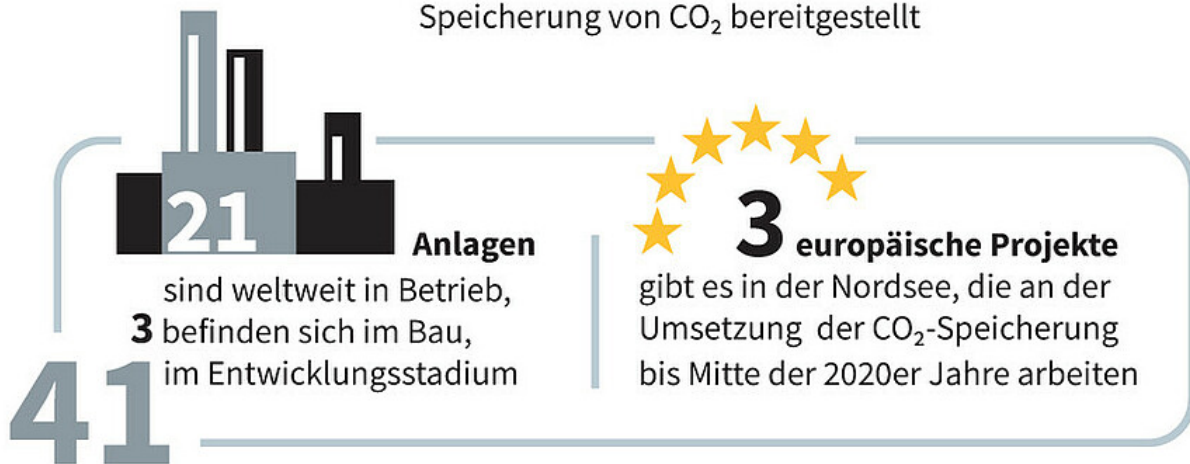 Speicherung von CO₂ bereitgestellt
21 Anlagen
sind weltweit in Betrieb,
3 befinden sich im Bau,
41 im Entwicklungsstadium
3 europäische Projekte
gibt es in der Nordsee, die an der
Umsetzung der CO₂-Speicherung
bis Mitte der 2020er Jahre arbeiten